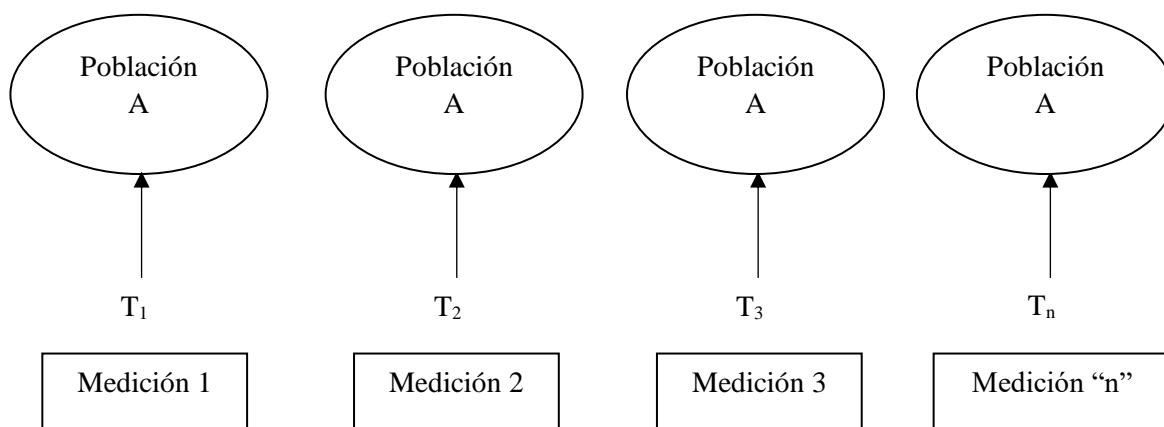 Población
A
Población
A
Población
A
Población
A
T₁
T₂
T₃
Tₙ
Medición 1
Medición 2
Medición 3
Medición “n”